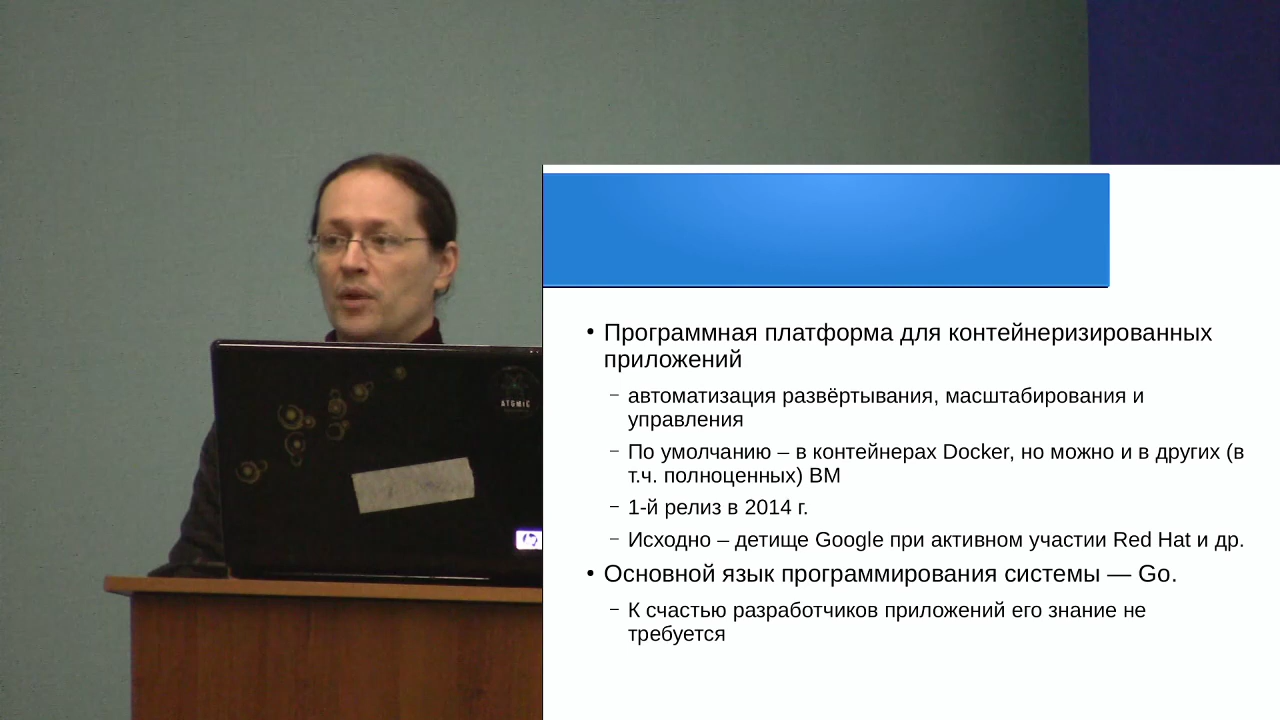 ATOMIC
hp
• Программная платформа для контейнеризированных
приложений
– автоматизация развёртывания, масштабирования и
управления
– По умолчанию – в контейнерах Docker, но можно и в других (в
т.ч. полноценных) ВМ
– 1-й релиз в 2014 г.
– Исходно – детище Google при активном участии Red Hat и др.
• Основной язык программирования системы — Go.
– К счастью разработчиков приложений его знание не
требуется